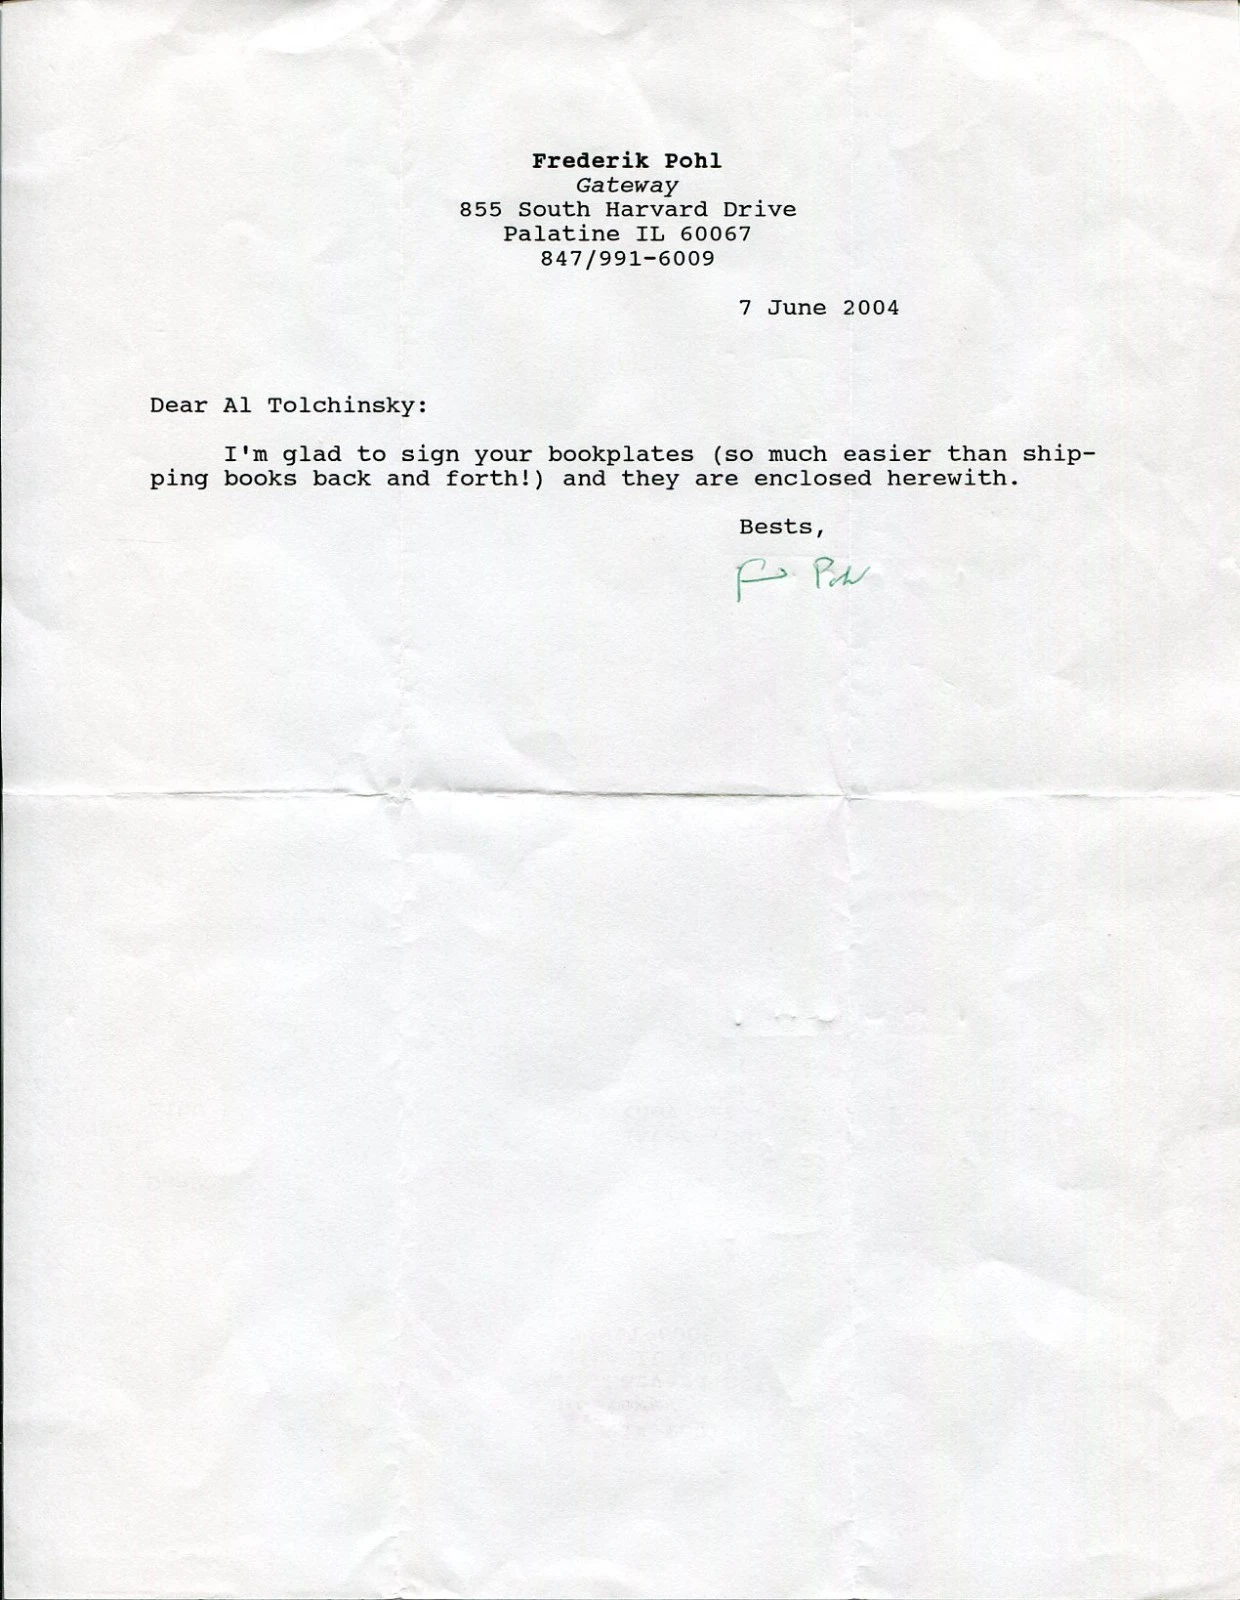 Frederik Pohl
Gateway
855 South Harvard Drive
Palatine IL 60067
847/991-6009
7 June 2004
Dear Al Tolchinsky:
I'm glad to sign your bookplates (so much easier than ship-
ping books back and forth!) and they are enclosed herewith.
Bests,
Fred Pohl